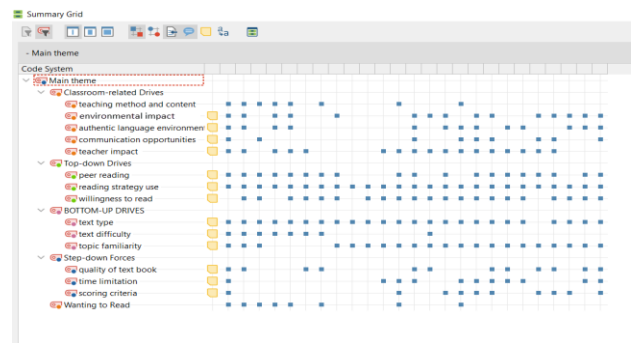 Summary Grid
- Main theme
Code System
Main theme
Classroom-related Drives
teaching method and content
environmental impact
authentic language environmen
communication opportunities
teacher impact
Top-down Drives
peer reading
reading strategy use
willingness to read
BOTTOM-UP DRIVES
text type
text difficulty
topic familiarity
Step-down Forces
quality of text book
time limitation
scoring criteria
Wanting to Read